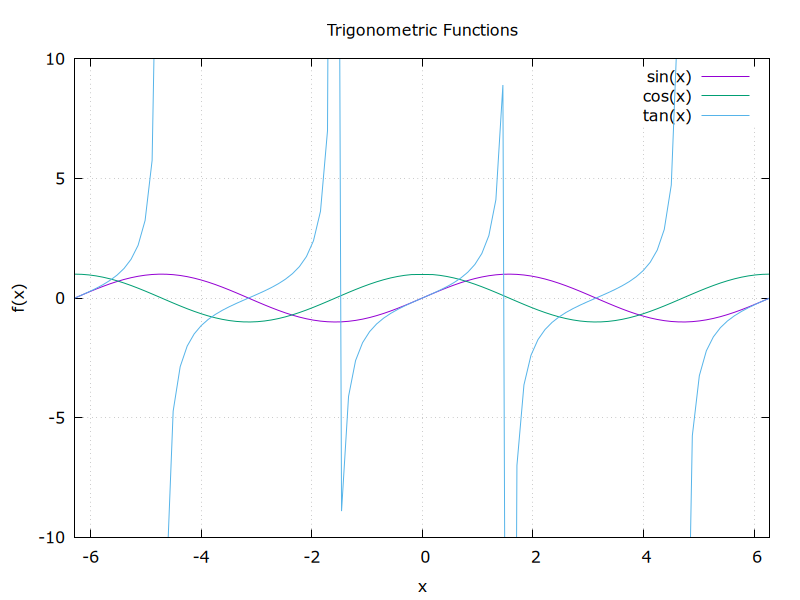 Trigonometric Functions
10
5
0
-5
-10
f(x)
sin(x)
cos(x)
tan(x)
-6 -4 -2 0 2 4 6
x